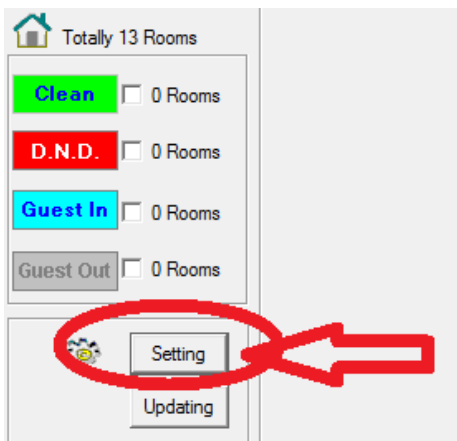 Totally 13 Rooms
Clean 0 Rooms
D.N.D. 0 Rooms
Guest In 0 Rooms
Guest Out 0 Rooms
Setting
Updating